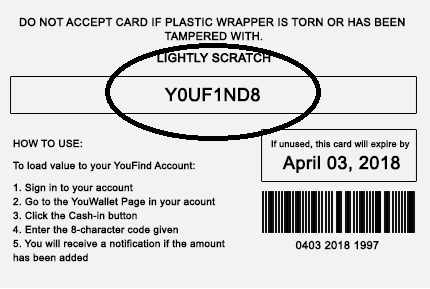 DO NOT ACCEPT CARD IF PLASTIC WRAPPER IS TORN OR HAS BEEN
TAMPERED WITH.
LIGHTLY SCRATCH
Y0UF1ND8
HOW TO USE:
To load value to your YouFind Account:
1. Sign in to your account
2. Go to the YouWallet Page in your acount
3. Click the Cash-in button
4. Enter the 8-character code given
5. You will receive a notification if the amount
has been added
If unused, this card will expire by
April 03, 2018
0403 2018 1997